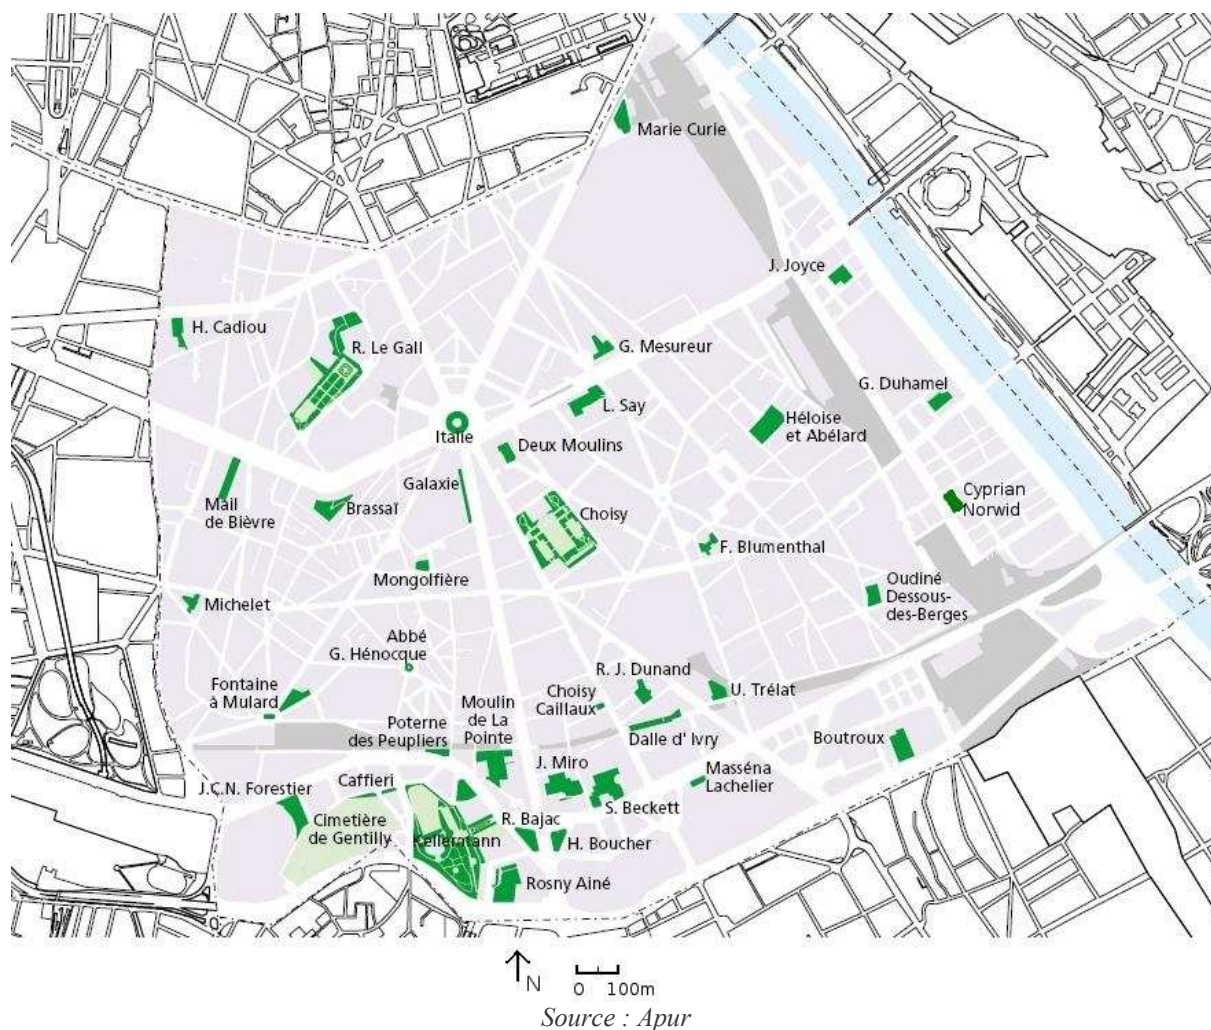 Marie Curie
J. Joyce
H. Cadiou
R. Le Gall
G. Mesureur
G. Duhamel
L. Say
Héloise
et Abélard
Italie
Deux Moulins
Galaxie
Mail
de Bièvre
Brassaï
Choisy
Cyprian
Norwid
F. Blumenthal
Mongolfière
Oudiné
Dessous-
des-Berges
Michelet
Abbé
G. Hénocque
R. J. Dunand
Fontaine
à Mulard
Choisy
Caillaux
U. Trélat
Moulin
de La
Pointe
Poterne
des Peupliers
Dalle d' Ivry
Boutroux
J. Miro
Masséna
Lachelier
Caffieri
J.C.N. Forestier
S. Beckett
Cimetière
de Gentilly
R. Bajac
Kellermann
H. Boucher
Rosny Ainé
N
0 100m
Source : Apur